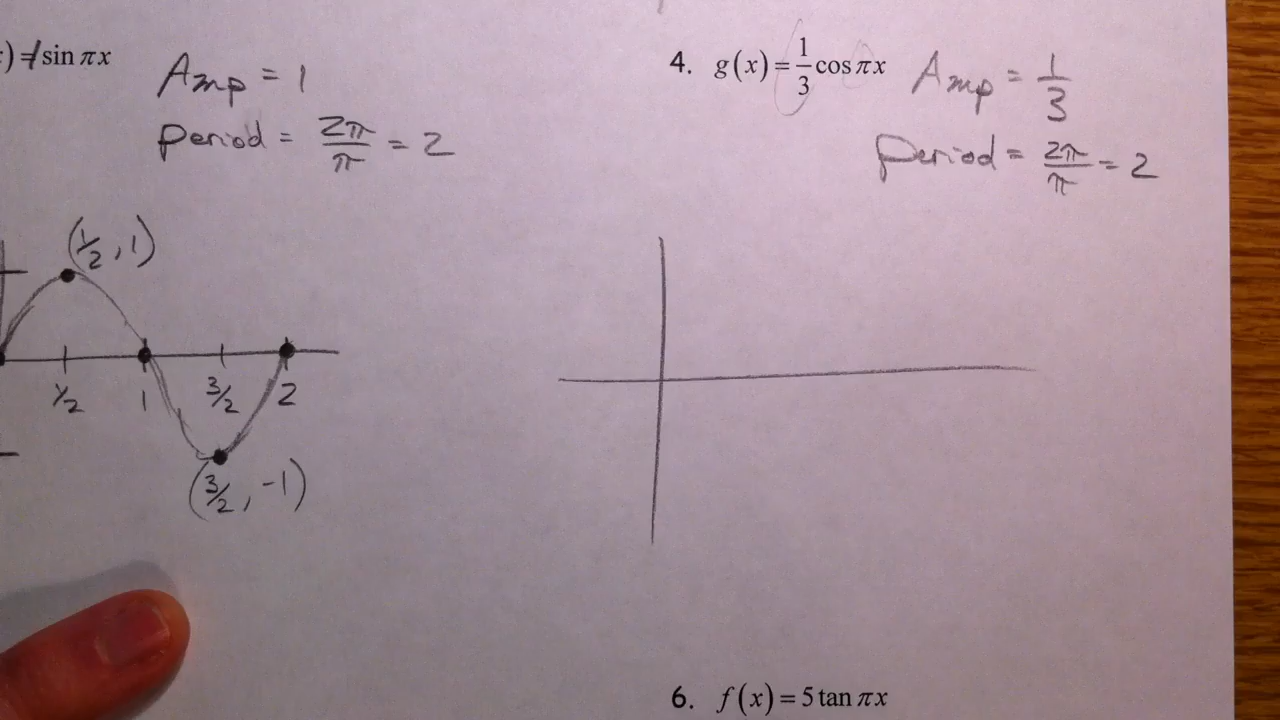 ) = 1 sin πx
Amp = 1
period = 2π/π = 2
(1/2, 1)
1/2 1 3/2 2
(3/2, -1)
4. g(x) = 1/3 cos πx
Amp = 1/3
period = 2π/π = 2
6. f(x) = 5 tan πx